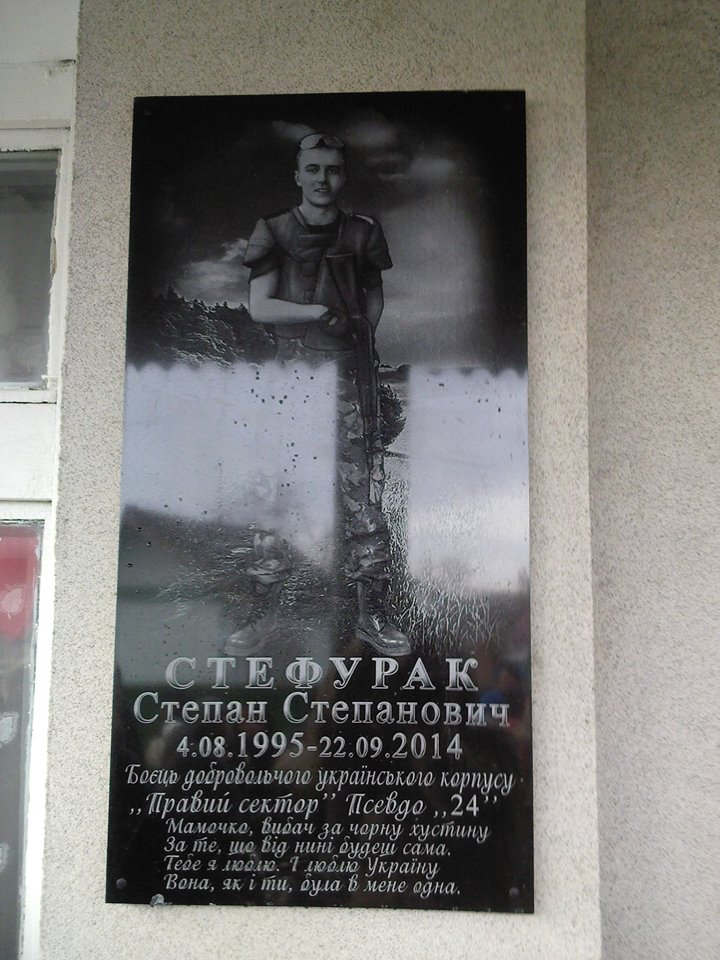 СТЕФУРАК
Степан Степанович
4.08.1995-22.09.2014
Боєць добровольчого українського корпусу
,,Правий сектор" Псевдо ,,24"
Мамочко, вибач за чорну хустину
За те, що від нині будеш сама.
Тебе я люблю. І люблю Україну
Вона, як і ти, була в мене одна.